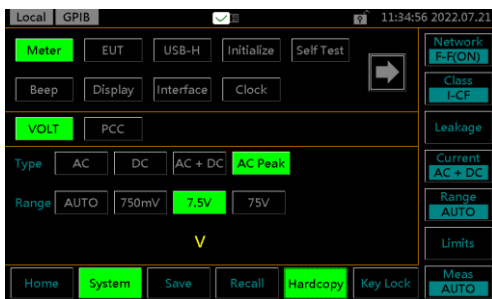 Local GPIB 11:34:56 2022.07.21
Meter EUT USB-H Initialize Self Test
Beep Display Interface Clock
VOLT PCC
Type AC DC AC + DC AC Peak
Range AUTO 750mV 7.5V 75V
V
Home System Save Recall Hardcopy Key Lock
Network
F-F(ON)
Class
I-CF
Leakage
Current
AC + DC
Range
AUTO
Limits
Meas
AUTO